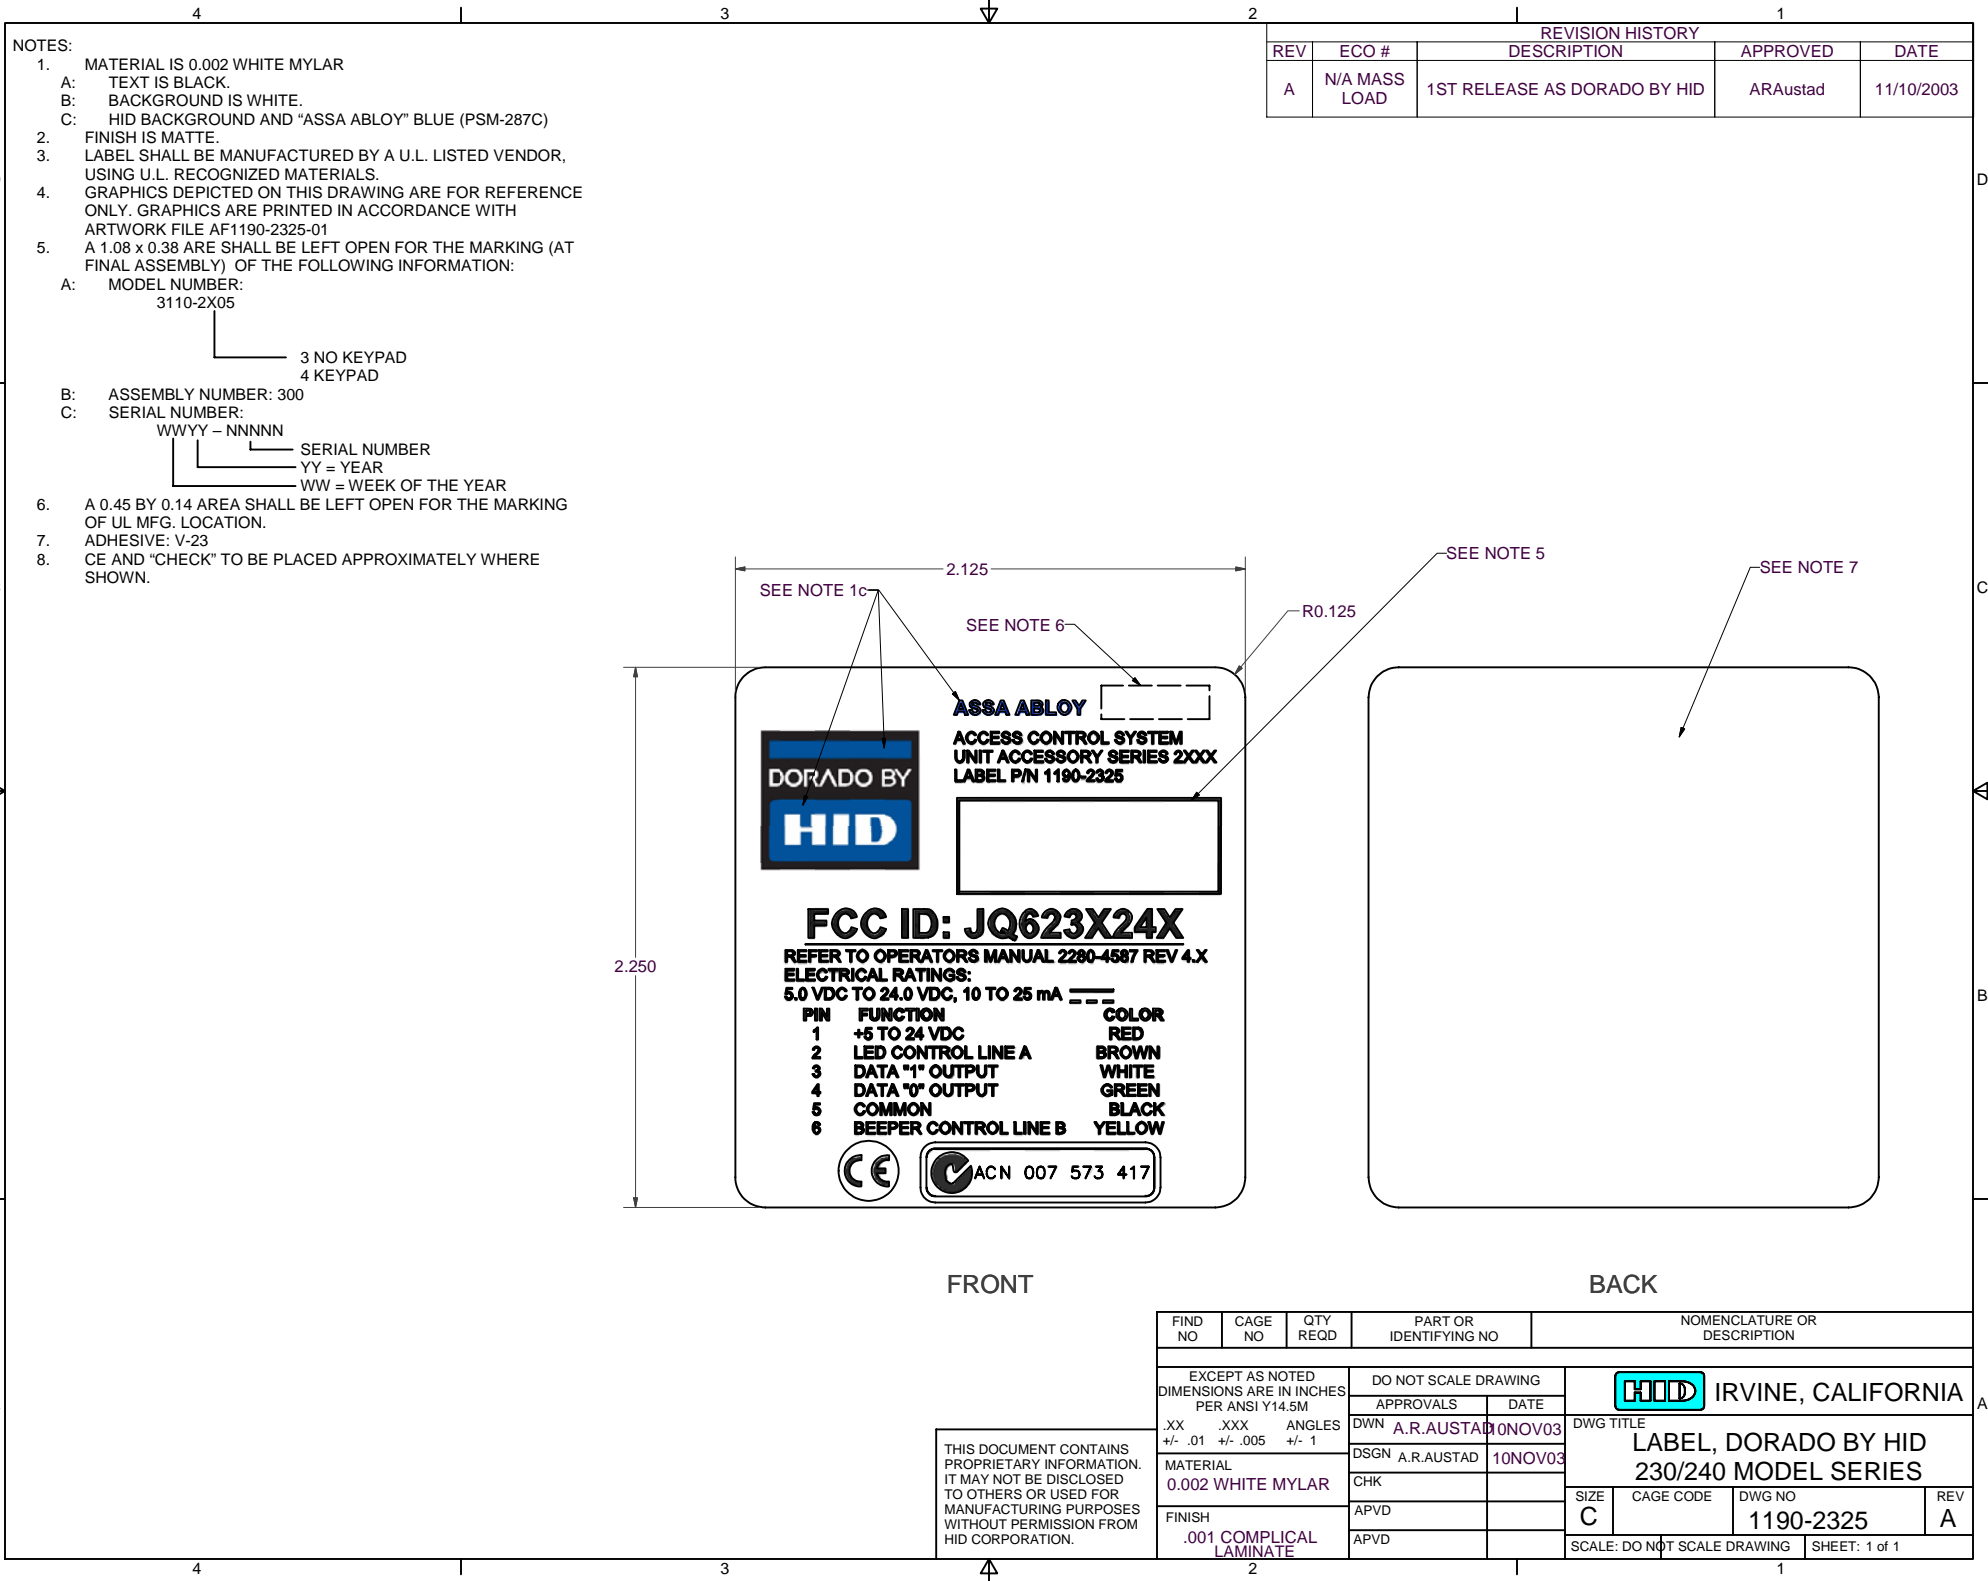 4 3 2 1
NOTES:
1. MATERIAL IS 0.002 WHITE MYLAR
A: TEXT IS BLACK.
B: BACKGROUND IS WHITE.
C: HID BACKGROUND AND “ASSA ABLOY” BLUE (PSM-287C)
2. FINISH IS MATTE.
3. LABEL SHALL BE MANUFACTURED BY A U.L. LISTED VENDOR,
USING U.L. RECOGNIZED MATERIALS.
4. GRAPHICS DEPICTED ON THIS DRAWING ARE FOR REFERENCE
ONLY. GRAPHICS ARE PRINTED IN ACCORDANCE WITH
ARTWORK FILE AF1190-2325-01
5. A 1.08 x 0.38 ARE SHALL BE LEFT OPEN FOR THE MARKING (AT
FINAL ASSEMBLY) OF THE FOLLOWING INFORMATION:
A: MODEL NUMBER:
3110-2X05
3 NO KEYPAD
4 KEYPAD
B: ASSEMBLY NUMBER: 300
C: SERIAL NUMBER:
WWYY – NNNNN
SERIAL NUMBER
YY = YEAR
WW = WEEK OF THE YEAR
6. A 0.45 BY 0.14 AREA SHALL BE LEFT OPEN FOR THE MARKING
OF UL MFG. LOCATION.
7. ADHESIVE: V-23
8. CE AND “CHECK” TO BE PLACED APPROXIMATELY WHERE
SHOWN.
REVISION HISTORY
REV ECO # DESCRIPTION APPROVED DATE
A N/A MASS LOAD 1ST RELEASE AS DORADO BY HID ARAustad 11/10/2003
D
C
B
A
2.125
SEE NOTE 1c
SEE NOTE 6
SEE NOTE 5
R0.125
SEE NOTE 7
2.250
ASSA ABLOY
ACCESS CONTROL SYSTEM
UNIT ACCESSORY SERIES 2XXX
LABEL P/N 1190-2325
DORADO BY
HID
FCC ID: JQ623X24X
REFER TO OPERATORS MANUAL 2280-4587 REV 4.X
ELECTRICAL RATINGS:
5.0 VDC TO 24.0 VDC, 10 TO 25 mA
PIN FUNCTION COLOR
1 +5 TO 24 VDC RED
2 LED CONTROL LINE A BROWN
3 DATA "1" OUTPUT WHITE
4 DATA "0" OUTPUT GREEN
5 COMMON BLACK
6 BEEPER CONTROL LINE B YELLOW
CE ACN 007 573 417
FRONT BACK
FIND NO CAGE NO QTY REQD PART OR IDENTIFYING NO NOMENCLATURE OR DESCRIPTION
EXCEPT AS NOTED
DIMENSIONS ARE IN INCHES
PER ANSI Y14.5M
.XX .XXX ANGLES
+/- .01 +/- .005 +/- 1
MATERIAL
0.002 WHITE MYLAR
FINISH
.001 COMPLICAL
LAMINATE
DO NOT SCALE DRAWING
APPROVALS DATE
DWN A.R.AUSTAD 10NOV03
DSGN A.R.AUSTAD 10NOV03
CHK
APVD
APVD
HID IRVINE, CALIFORNIA
DWG TITLE
LABEL, DORADO BY HID
230/240 MODEL SERIES
SIZE CAGE CODE DWG NO REV
C 1190-2325 A
SCALE: DO NOT SCALE DRAWING SHEET: 1 of 1
THIS DOCUMENT CONTAINS
PROPRIETARY INFORMATION.
IT MAY NOT BE DISCLOSED
TO OTHERS OR USED FOR
MANUFACTURING PURPOSES
WITHOUT PERMISSION FROM
HID CORPORATION.
4 3 2 1